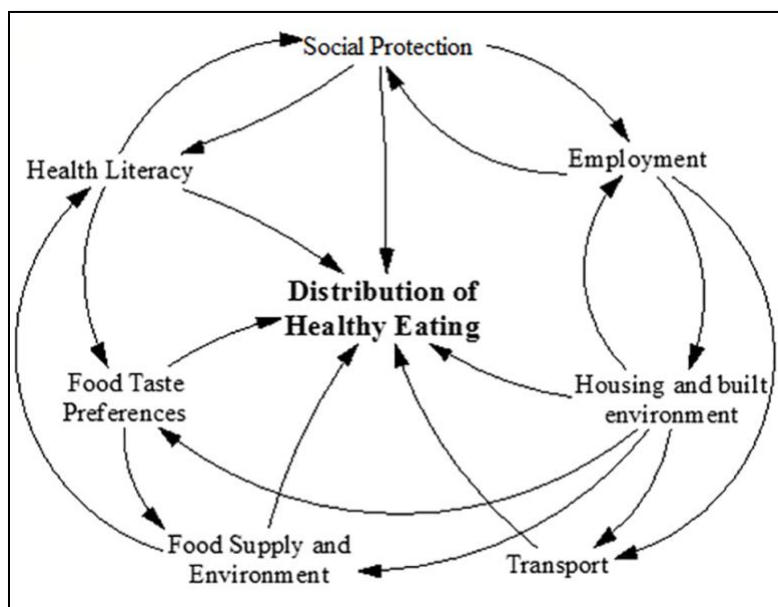 Social Protection
Health Literacy
Employment
Distribution of
Healthy Eating
Food Taste
Preferences
Housing and built
environment
Food Supply and
Environment
Transport